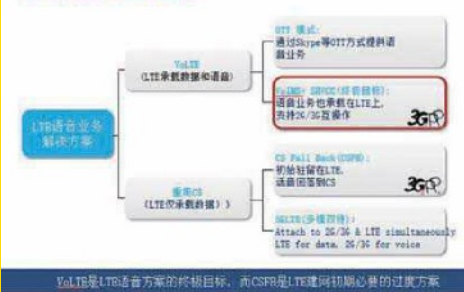 OTT 模式:
通过Skype等OTT方式提供语
音业务
VoLTE
(LTE承载数据和语音)
VoIMS+ SRVCC(终极目标):
语音业务也承载在LTE上,
支持2G/3G互操作
3GPP
LTE语音业务
解决方案
CS Fall Back(CSFB):
初始驻留在LTE,
话音回落到CS
3GPP
重用CS
(LTE仅承载数据))
SGLTE(多模双待):
Attach to 2G/3G & LTE simultaneously
LTE for data, 2G/3G for voice
VoLTE是LTE语音方案的终极目标, 而CSFB是LTE建网初期必要的过度方案